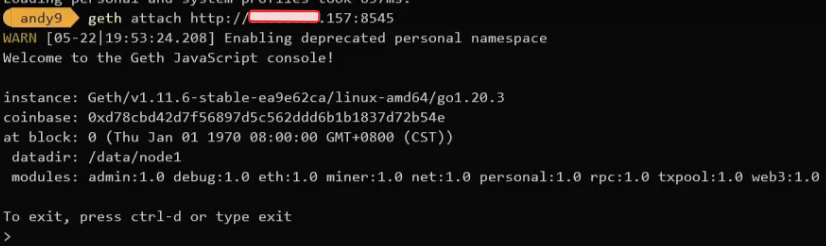 Loading personal and system profiles took 697ms.
andy9 geth attach http://.157:8545
WARN [05-22|19:53:24.208] Enabling deprecated personal namespace
Welcome to the Geth JavaScript console!
instance: Geth/v1.11.6-stable-ea9e62ca/linux-amd64/go1.20.3
coinbase: 0xd78cbd42d7f56897d5c562ddd6b1b1837d72b54e
at block: 0 (Thu Jan 01 1970 08:00:00 GMT+0800 (CST))
datadir: /data/node1
modules: admin:1.0 debug:1.0 eth:1.0 miner:1.0 net:1.0 personal:1.0 rpc:1.0 txpool:1.0 web3:1.0
To exit, press ctrl-d or type exit
>